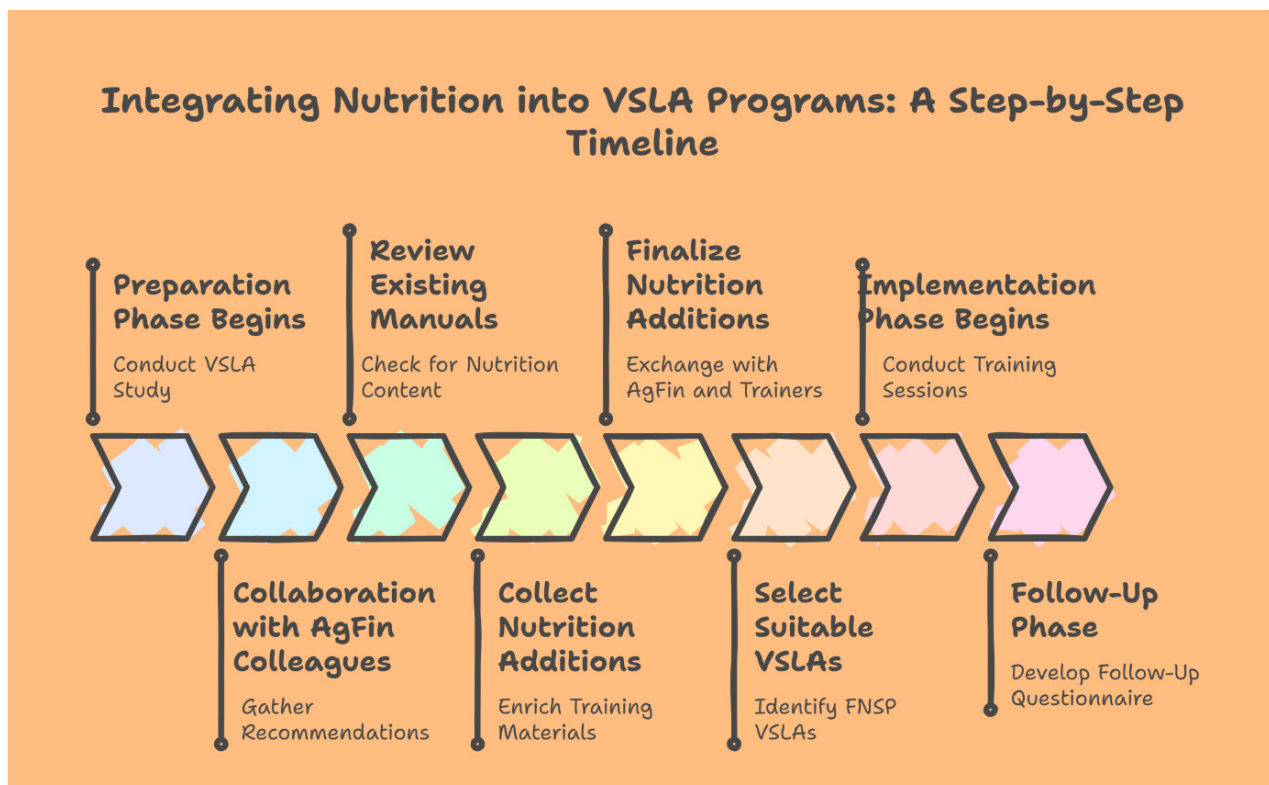 Integrating Nutrition into VSLA Programs: A Step-by-Step
Timeline
Preparation
Phase Begins
Conduct VSLA
Study
Collaboration
with AgFin
Colleagues
Gather
Recommendations
Review
Existing
Manuals
Check for Nutrition
Content
Collect
Nutrition
Additions
Enrich Training
Materials
Finalize
Nutrition
Additions
Exchange with
AgFin and Trainers
Select
Suitable
VSLAs
Identify FNSP
VSLAs
Implementation
Phase Begins
Conduct Training
Sessions
Follow-Up
Phase
Develop Follow-Up
Questionnaire